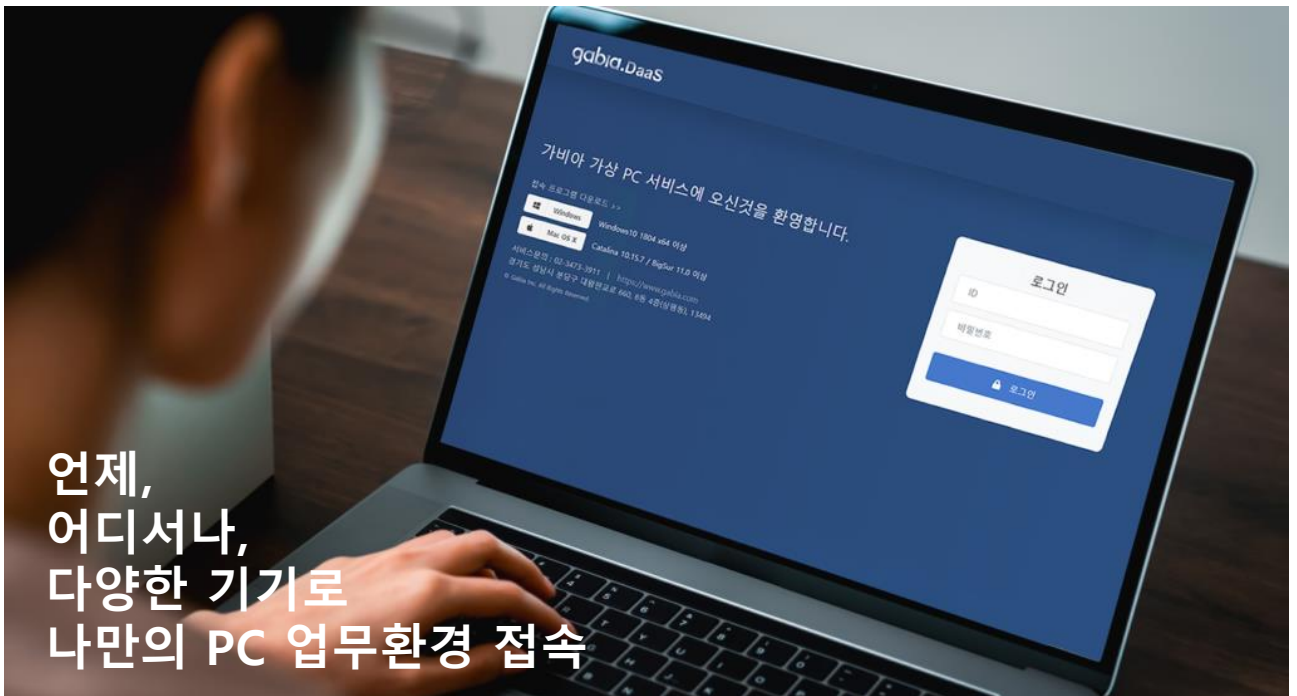 gabia.DaaS
가비아 가상 PC 서비스에 오신것을 환영합니다.
접속 프로그램 다운로드 >>
Windows
Windows10 1804 x64 이상
Mac OS X
Catalina 10.15.7 / BigSur 11.0 이상
서비스문의 : 02-3473-3911 | https://www.gabia.com
경기도 성남시 분당구 대왕판교로 660, B동 4층(삼평동), 13494
© Gabia Inc. All Rights Reserved.
로그인
ID
비밀번호
로그인
언제,
어디서나,
다양한 기기로
나만의 PC 업무환경 접속